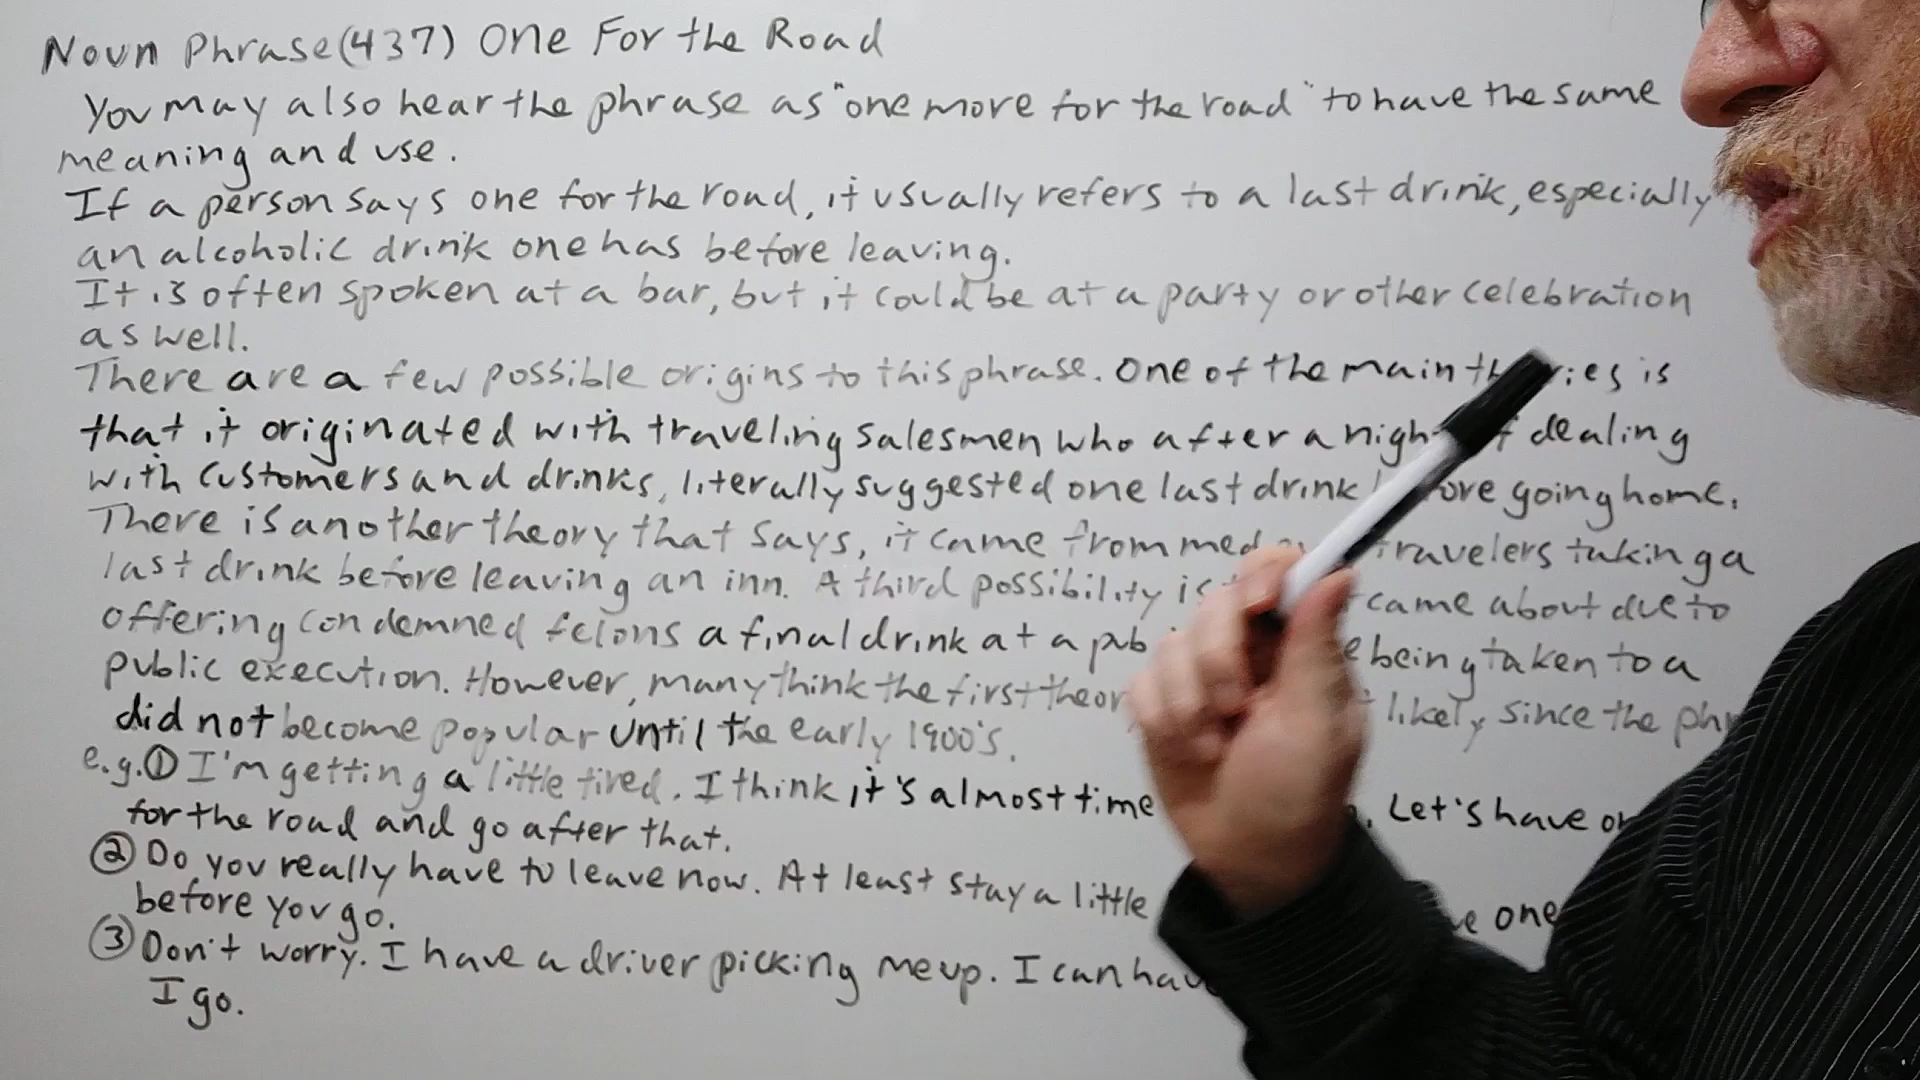 Noun Phrase(437) One For the Road
You may also hear the phrase as "one more for the road" to have the same
meaning and use.
If a person says one for the road, it usually refers to a last drink, especially
an alcoholic drink one has before leaving.
It is often spoken at a bar, but it could be at a party or other celebration
as well.
There are a few possible origins to this phrase. One of the main is
that it originated with traveling salesmen who after a dealing
with customers and drinks, literally suggested one last drink going home.
There is another theory that says, it came from travelers taking a
last drink before leaving an inn. A third possibility is came about due to
offering condemned felons a final drink at a pub being taken to a
public execution. However, many think the first likely, since the
did not become popular until the early 1900's.
e.g. ① I'm getting a little tired. I think it's almost time Let's have
for the road and go after that.
② Do you really have to leave now. At least stay a little one
before you go.
③ Don't worry. I have a driver picking me up. I can
I go.